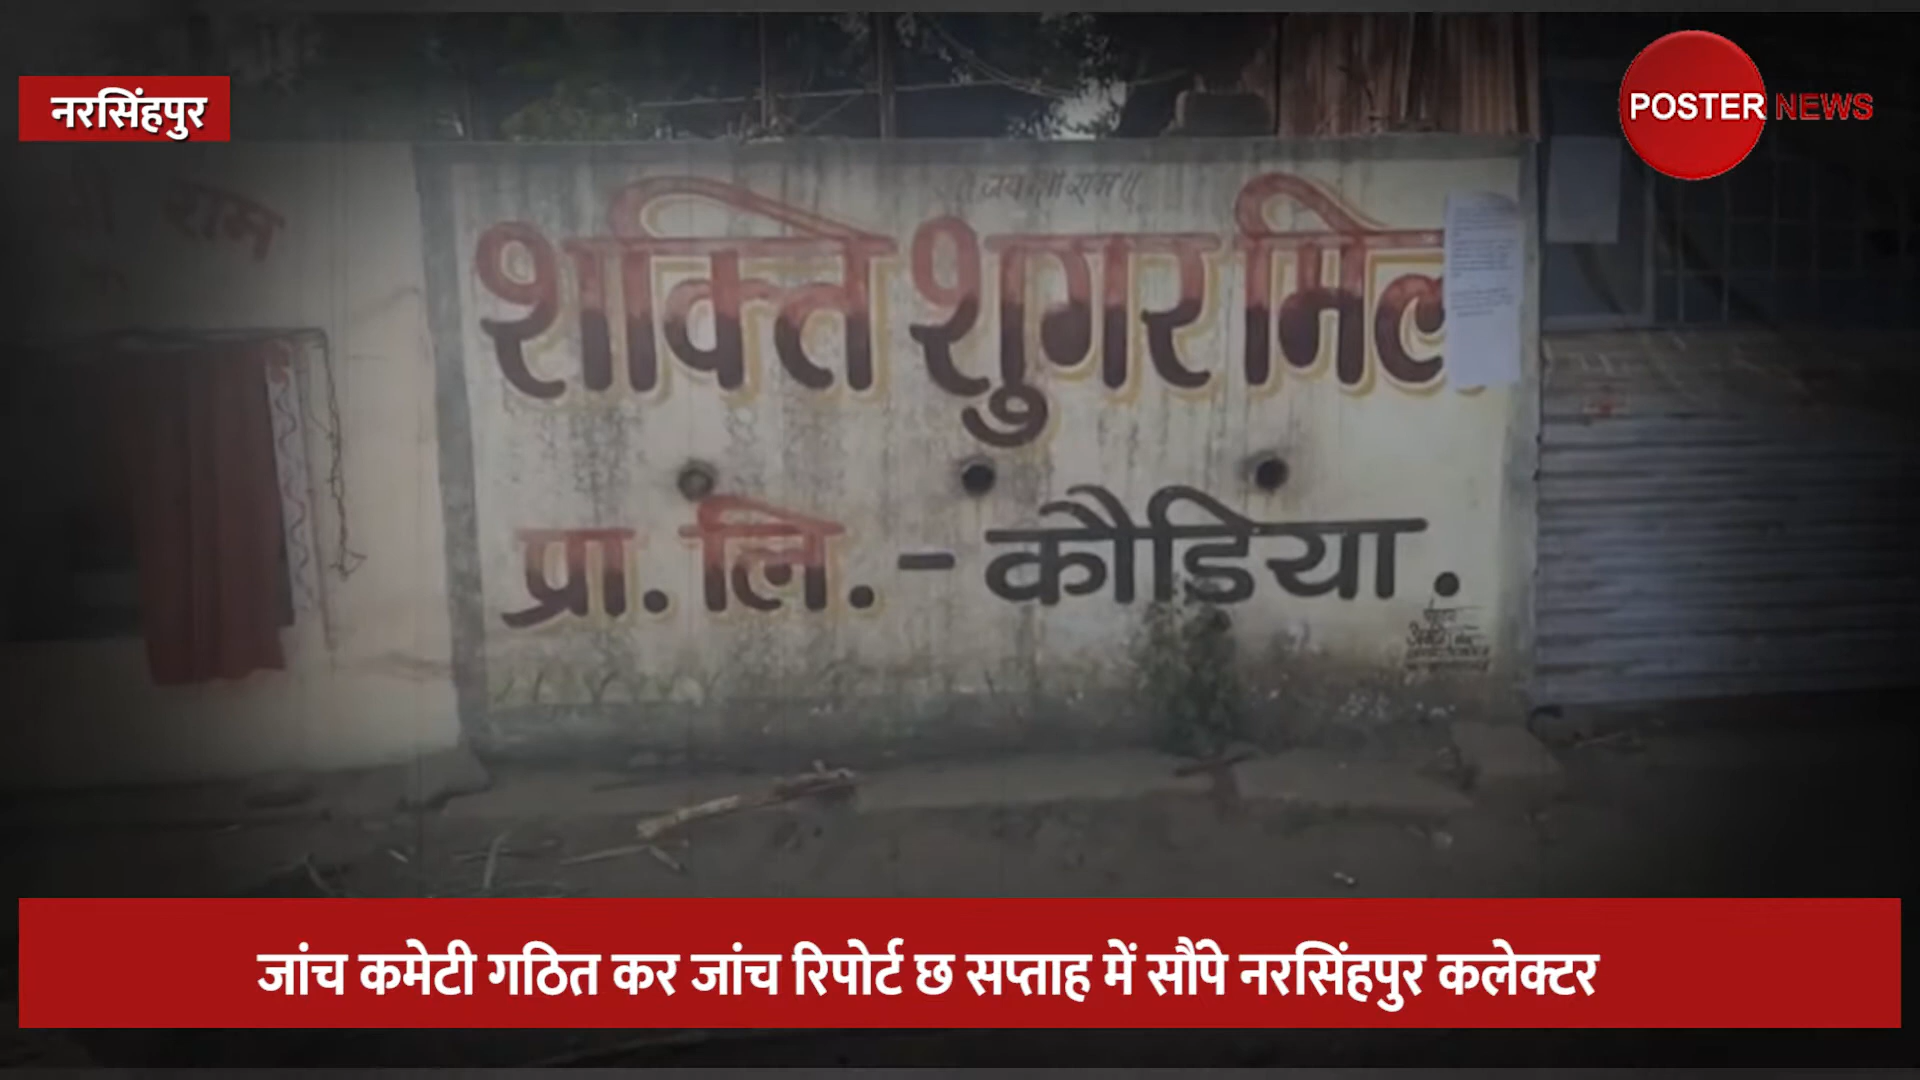 नरसिंहपुर
POSTER NEWS
राम
शक्ति शुगर मिल
प्रा. लि. - कौडिया.
जांच कमेटी गठित कर जांच रिपोर्ट छ सप्ताह में सौंपे नरसिंहपुर कलेक्टर